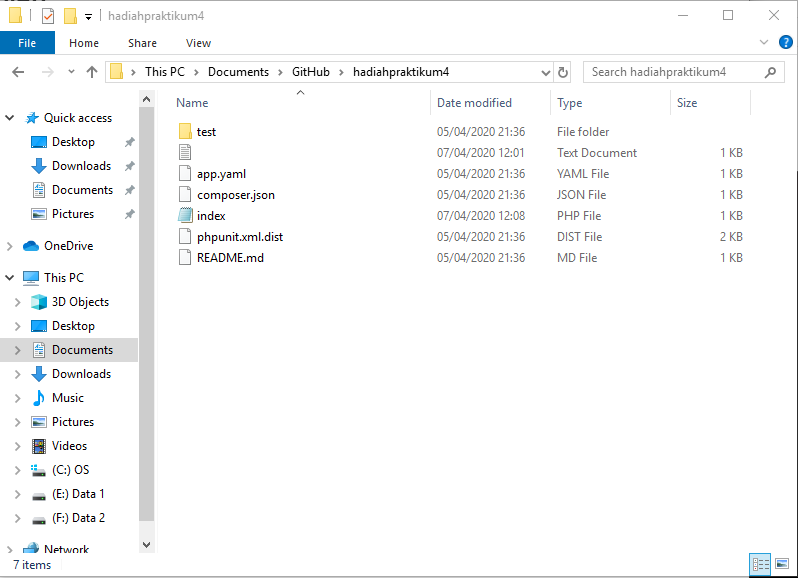 hadiahpraktikum4
File Home Share View
This PC Documents GitHub hadiahpraktikum4 Search hadiahpraktikum4
Name Date modified Type Size
Quick access
Desktop
Downloads
Documents
Pictures
OneDrive
This PC
3D Objects
Desktop
Documents
Downloads
Music
Pictures
Videos
(C:) OS
(E:) Data 1
(F:) Data 2
Network
test 05/04/2020 21:36 File folder
07/04/2020 12:01 Text Document 1 KB
app.yaml 05/04/2020 21:36 YAML File 1 KB
composer.json 05/04/2020 21:36 JSON File 1 KB
index 07/04/2020 12:08 PHP File 1 KB
phpunit.xml.dist 05/04/2020 21:36 DIST File 2 KB
README.md 05/04/2020 21:36 MD File 1 KB
7 items